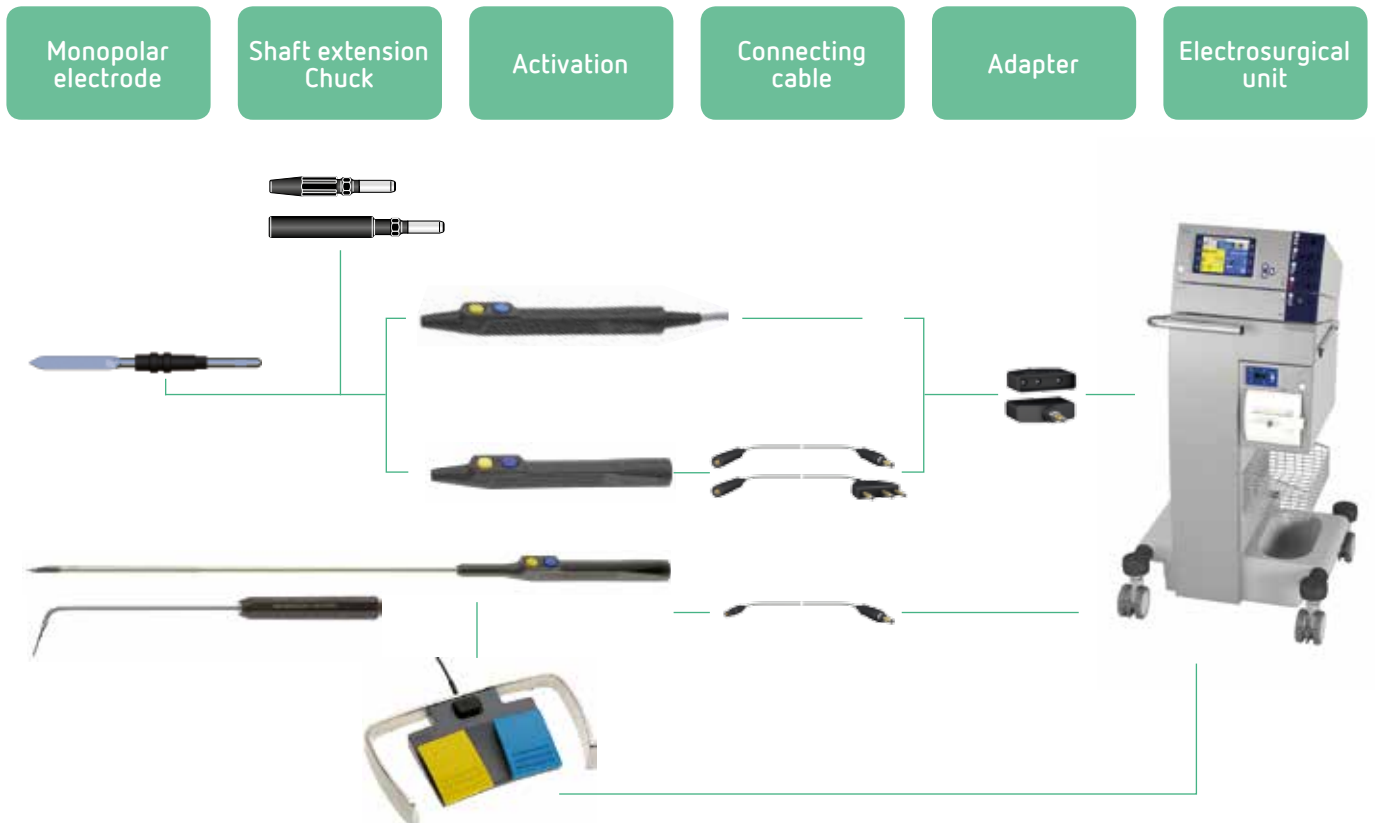 Monopolar
electrode
Shaft extension
Chuck
Activation
Connecting
cable
Adapter
Electrosurgical
unit